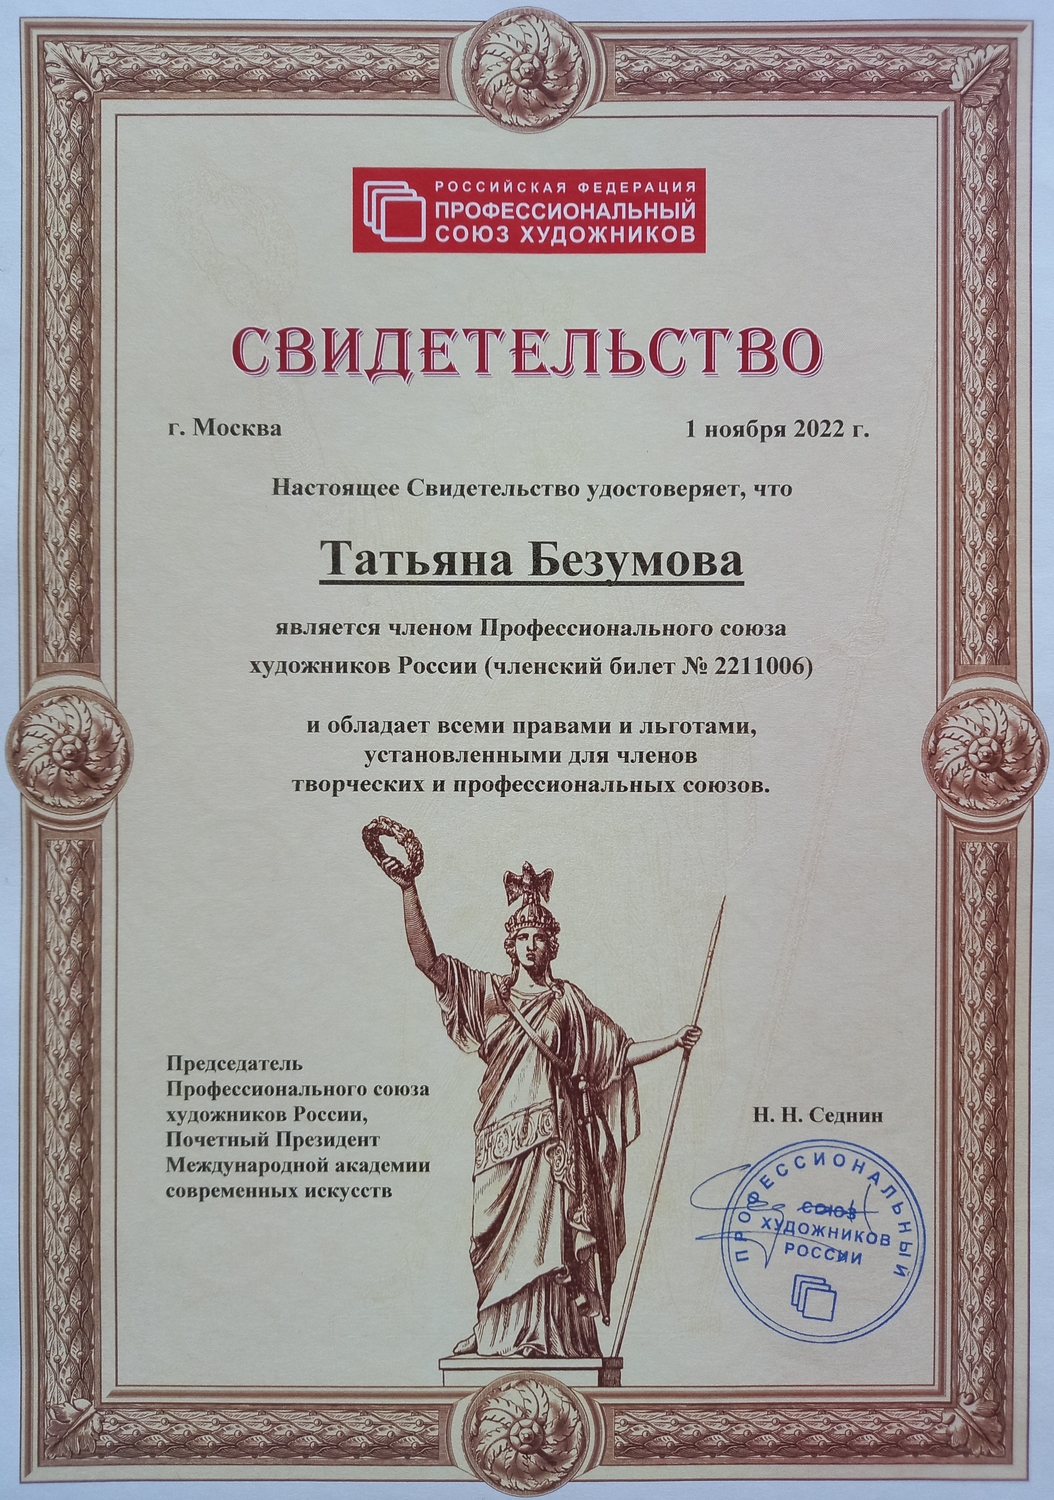 РОССИЙСКАЯ ФЕДЕРАЦИЯ
ПРОФЕССИОНАЛЬНЫЙ
СОЮЗ ХУДОЖНИКОВ
СВИДЕТЕЛЬСТВО
г. Москва 1 ноября 2022 г.
Настоящее Свидетельство удостоверяет, что
Татьяна Безумова
является членом Профессионального союза
художников России (членский билет № 2211006)
и обладает всеми правами и льготами,
установленными для членов
творческих и профессиональных союзов.
Председатель
Профессионального союза
художников России,
Почетный Президент
Международной академии
современных искусств
Н. Н. Седнин
ПРОФЕССИОНАЛЬНЫЙ
СОЮЗ
ХУДОЖНИКОВ
РОССИИ